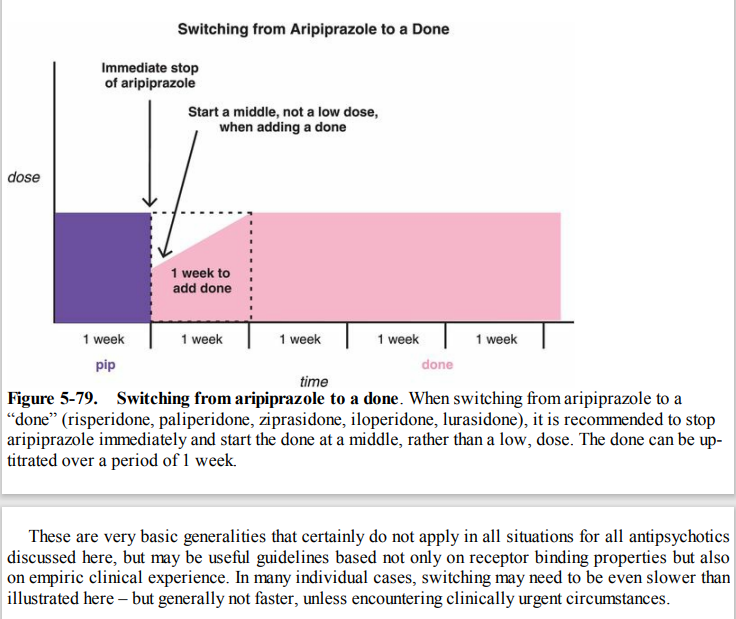 Switching from Aripiprazole to a Done
Immediate stop
of aripiprazole
Start a middle, not a low dose,
when adding a done
dose
1 week to
add done
1 week
1 week
1 week
1 week
1 week
pip
done
time
Figure 5-79. Switching from aripiprazole to a done. When switching from aripiprazole to a
“done” (risperidone, paliperidone, ziprasidone, iloperidone, lurasidone), it is recommended to stop
aripiprazole immediately and start the done at a middle, rather than a low, dose. The done can be up-
titrated over a period of 1 week.
These are very basic generalities that certainly do not apply in all situations for all antipsychotics
discussed here, but may be useful guidelines based not only on receptor binding properties but also
on empiric clinical experience. In many individual cases, switching may need to be even slower than
illustrated here – but generally not faster, unless encountering clinically urgent circumstances.